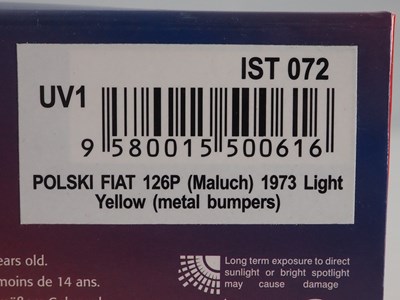 IST 072
UV1
9 580015 500616
POLSKI FIAT 126P (Maluch) 1973 Light
Yellow (metal bumpers)
ears old.
moins de 14 ans.
Long term exposure to direct
sunlight or bright spotlight
may cause damage